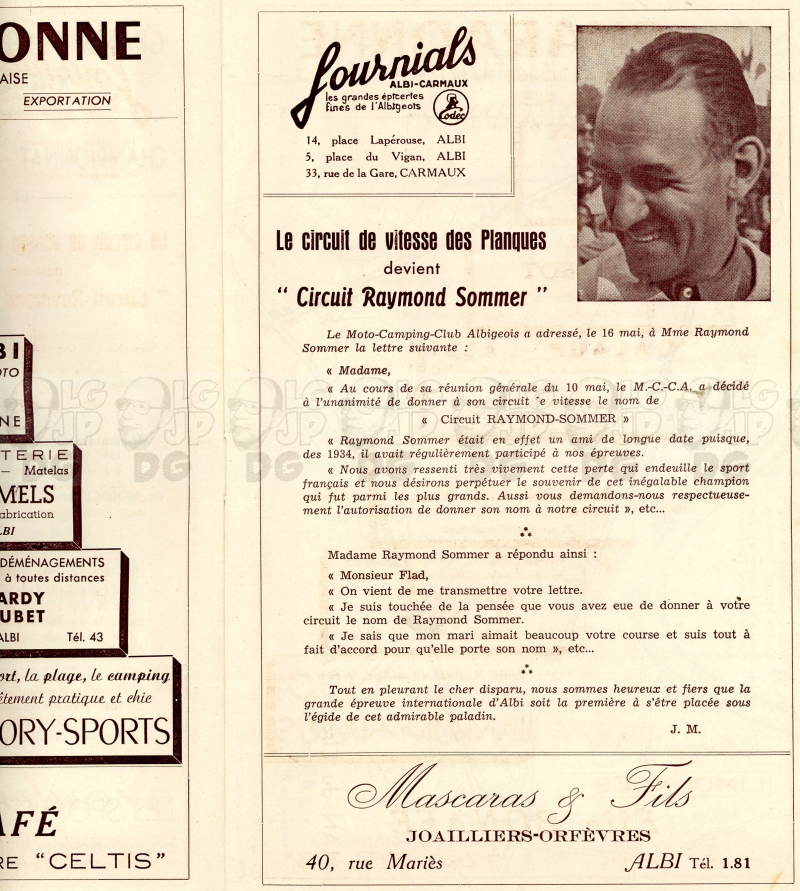 ONNE
AISE
EXPORTATION
BI
OTO
NE
TERIE
— Matelas
MELS
abrication
LBI
DÉMÉNAGEMENTS
à toutes distances
ARDY
UBET
ALBI Tél. 43
ort, la plage, le camping
êtement pratique et chic
ORY-SPORTS
AFÉ
RE "CELTIS"
Journials
ALBI-CARMAUX
les grandes épiceries
fines de l'Albigeois
Codec
14, place Lapérouse, ALBI
5, place du Vigan, ALBI
33, rue de la Gare, CARMAUX
Le circuit de vitesse des Planques
devient
“ Circuit Raymond Sommer ”
Le Moto-Camping-Club Albigeois a adressé, le 16 mai, à Mme Raymond
Sommer la lettre suivante :
« Madame,
« Au cours de sa réunion générale du 10 mai, le M.-C.-C.A. a décidé
à l'unanimité de donner à son circuit e vitesse le nom de
« Circuit RAYMOND-SOMMER »
« Raymond Sommer était en effet un ami de longue date puisque,
des 1934, il avait régulièrement participé à nos épreuves.
« Nous avons ressenti très vivement cette perte qui endeuille le sport
français et nous désirons perpétuer le souvenir de cet inégalable champion
qui fut parmi les plus grands. Aussi vous demandons-nous respectueuse-
ment l'autorisation de donner son nom à notre circuit », etc...
Madame Raymond Sommer a répondu ainsi :
« Monsieur Flad,
« On vient de me transmettre votre lettre.
« Je suis touchée de la pensée que vous avez eue de donner à votre
circuit le nom de Raymond Sommer.
« Je sais que mon mari aimait beaucoup votre course et suis tout à
fait d'accord pour qu'elle porte son nom », etc...
Tout en pleurant le cher disparu, nous sommes heureux et fiers que la
grande épreuve internationale d'Albi soit la première à s'être placée sous
l'égide de cet admirable paladin.
J. M.
Mascaras & Fils
JOAILLIERS-ORFÈVRES
40, rue Mariès ALBI Tél. 1.81